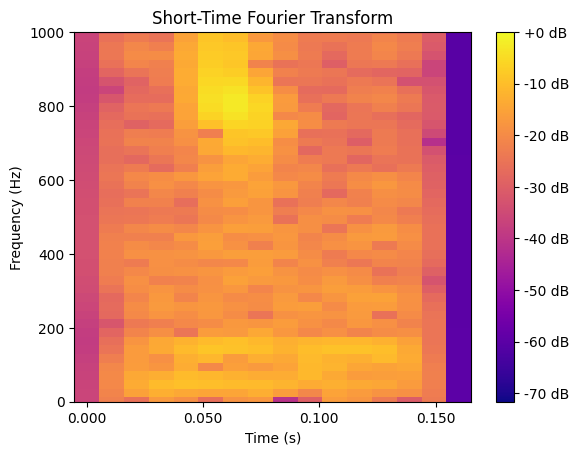 Short-Time Fourier Transform
Frequency (Hz)
1000
800
600
400
200
0
0.000
0.050
0.100
0.150
Time (s)
+0 dB
-10 dB
-20 dB
-30 dB
-40 dB
-50 dB
-60 dB
-70 dB